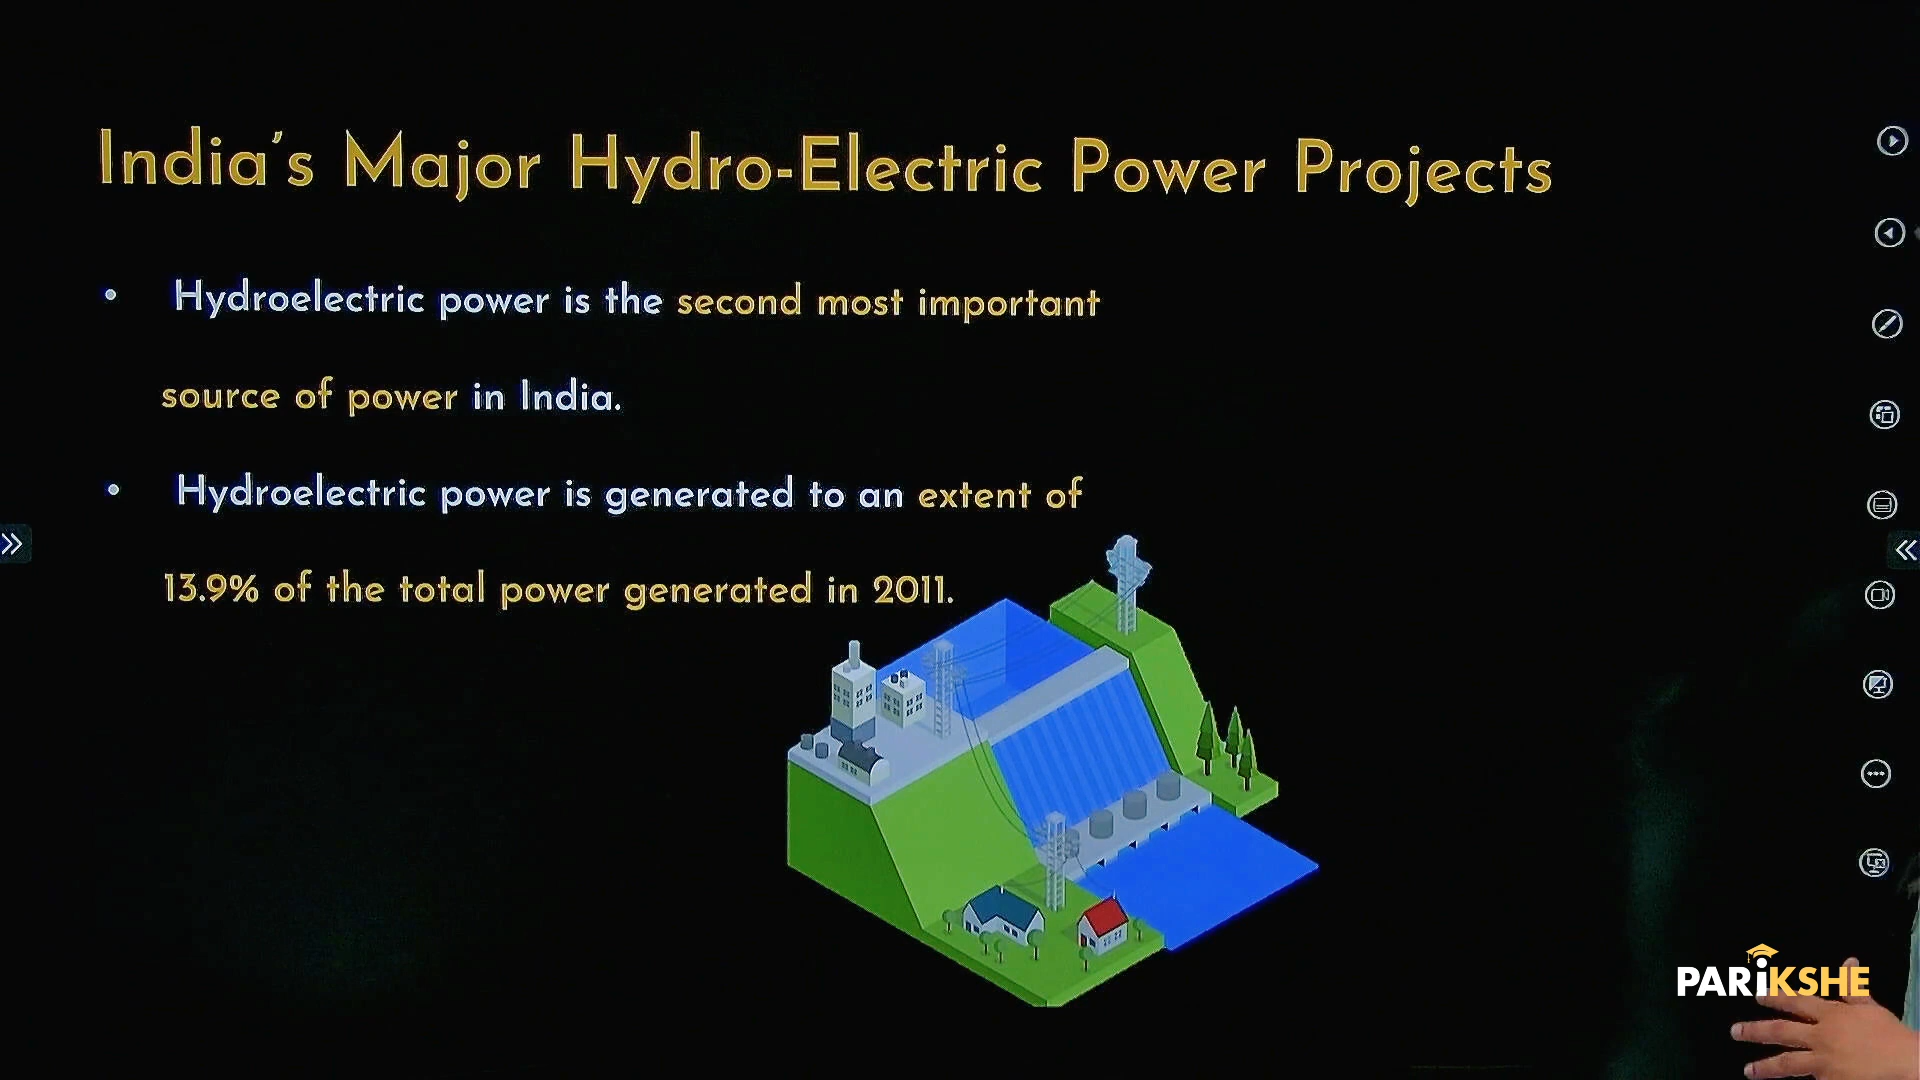 India's Major Hydro-Electric Power Projects
• Hydroelectric power is the second most important
source of power in India.
• Hydroelectric power is generated to an extent of
13.9% of the total power generated in 2011.
PARiKSHE